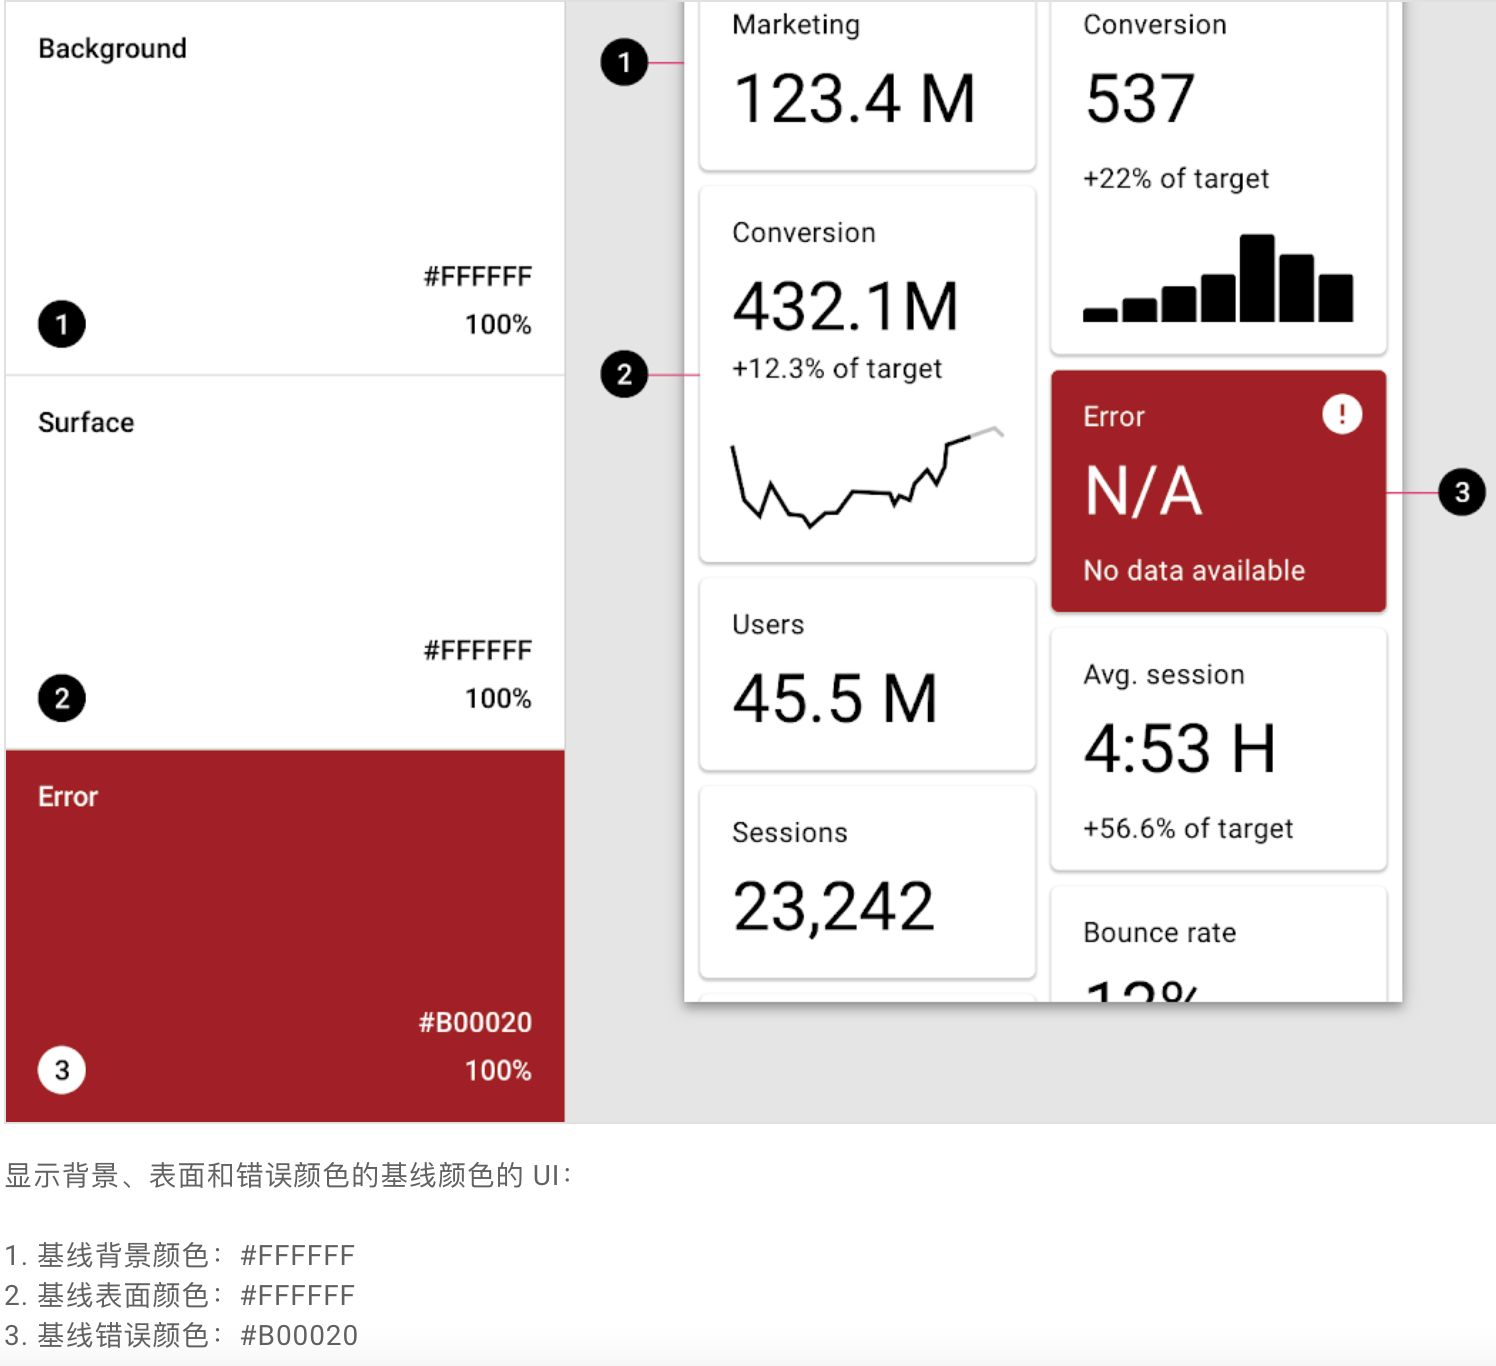 Background
#FFFFFF
1
100%
Surface
#FFFFFF
2
100%
Error
#B00020
3
100%
1
Marketing
123.4 M
Conversion
432.1M
2
+12.3% of target
Users
45.5 M
Sessions
23,242
Conversion
537
+22% of target
Error
!
N/A
3
No data available
Avg. session
4:53 H
+56.6% of target
Bounce rate
12%
显示背景、表面和错误颜色的基线颜色的 UI：
1. 基线背景颜色：#FFFFFF
2. 基线表面颜色：#FFFFFF
3. 基线错误颜色：#B00020